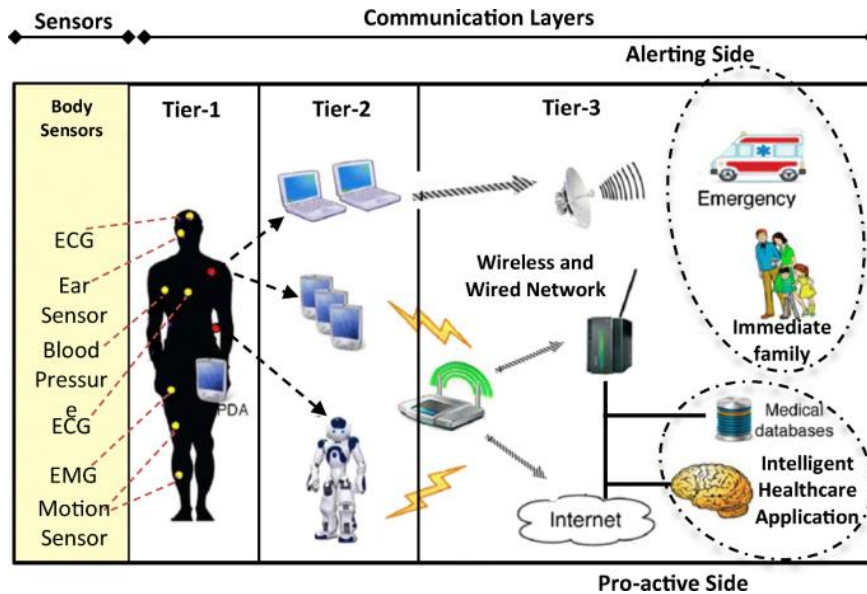 Sensors
Communication Layers
Alerting Side
Body
Sensors
Tier-1
Tier-2
Tier-3
ECG
Ear
Sensor
Blood
Pressur
e
ECG
EMG
Motion
Sensor
PDA
Wireless and
Wired Network
Internet
Emergency
Immediate
family
Medical
databases
Intelligent
Healthcare
Application
Pro-active Side